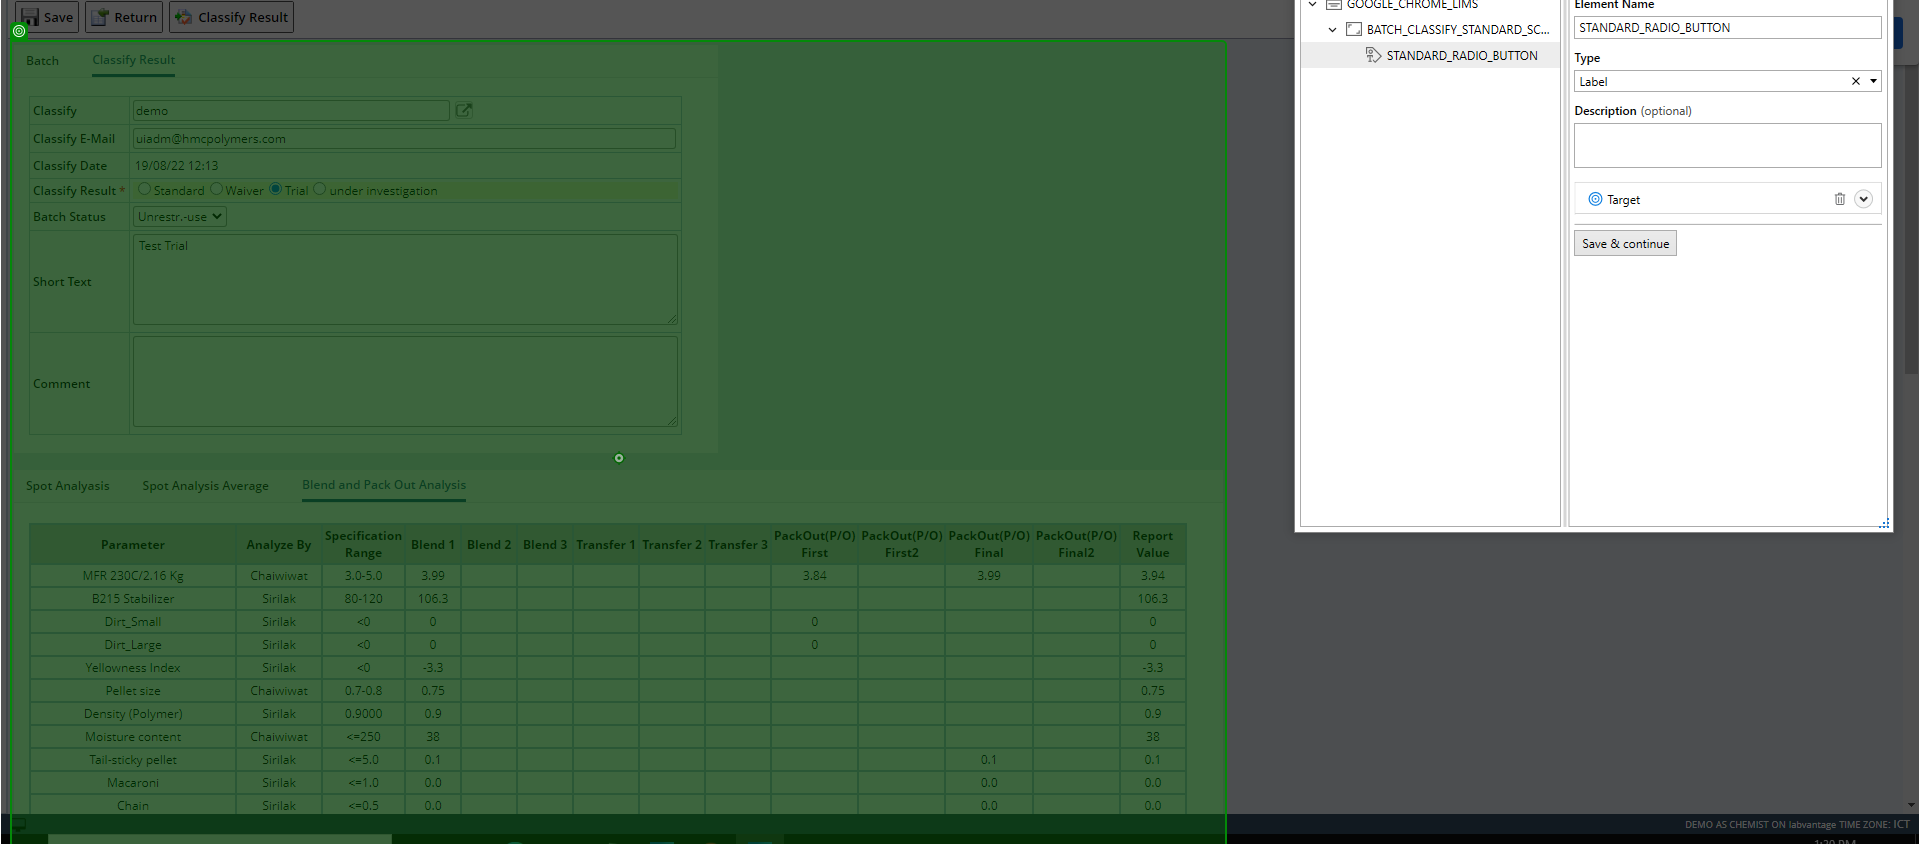 Save Return Classify Result
Batch Classify Result
Classify demo
Classify E-Mail uiadm@hmcpolymers.com
Classify Date 19/08/22 12:13
Classify Result * Standard Waiver Trial under investigation
Batch Status Unrestr.-use
Short Text Test Trial
Comment
Spot Analyasis Spot Analysis Average Blend and Pack Out Analysis
Parameter Analyze By Specification Range Blend 1 Blend 2 Blend 3 Transfer 1 Transfer 2 Transfer 3 PackOut(P/O) First PackOut(P/O) First2 PackOut(P/O) Final PackOut(P/O) Final2 Report Value
MFR 230C/2.16 Kg Chaiwiwat 3.0-5.0 3.99 3.84 3.99 3.94
B215 Stabilizer Sirilak 80-120 106.3 106.3
Dirt_Small Sirilak <0 0 0 0
Dirt_Large Sirilak <0 0 0 0
Yellowness Index Sirilak <0 -3.3 -3.3
Pellet size Chaiwiwat 0.7-0.8 0.75 0.75
Density (Polymer) Sirilak 0.9000 0.9 0.9
Moisture content Chaiwiwat <=250 38 38
Tail-sticky pellet Sirilak <=5.0 0.1 0.1 0.1
Macaroni Sirilak <=1.0 0.0 0.0 0.0
Chain Sirilak <=0.5 0.0 0.0 0.0
DEMO AS CHEMIST ON labvantage TIME ZONE: ICT
GOOGLE_CHROME_LIMS
BATCH_CLASSIFY_STANDARD_SC...
STANDARD_RADIO_BUTTON
Element Name
STANDARD_RADIO_BUTTON
Type
Label
Description (optional)
Target
Save & continue